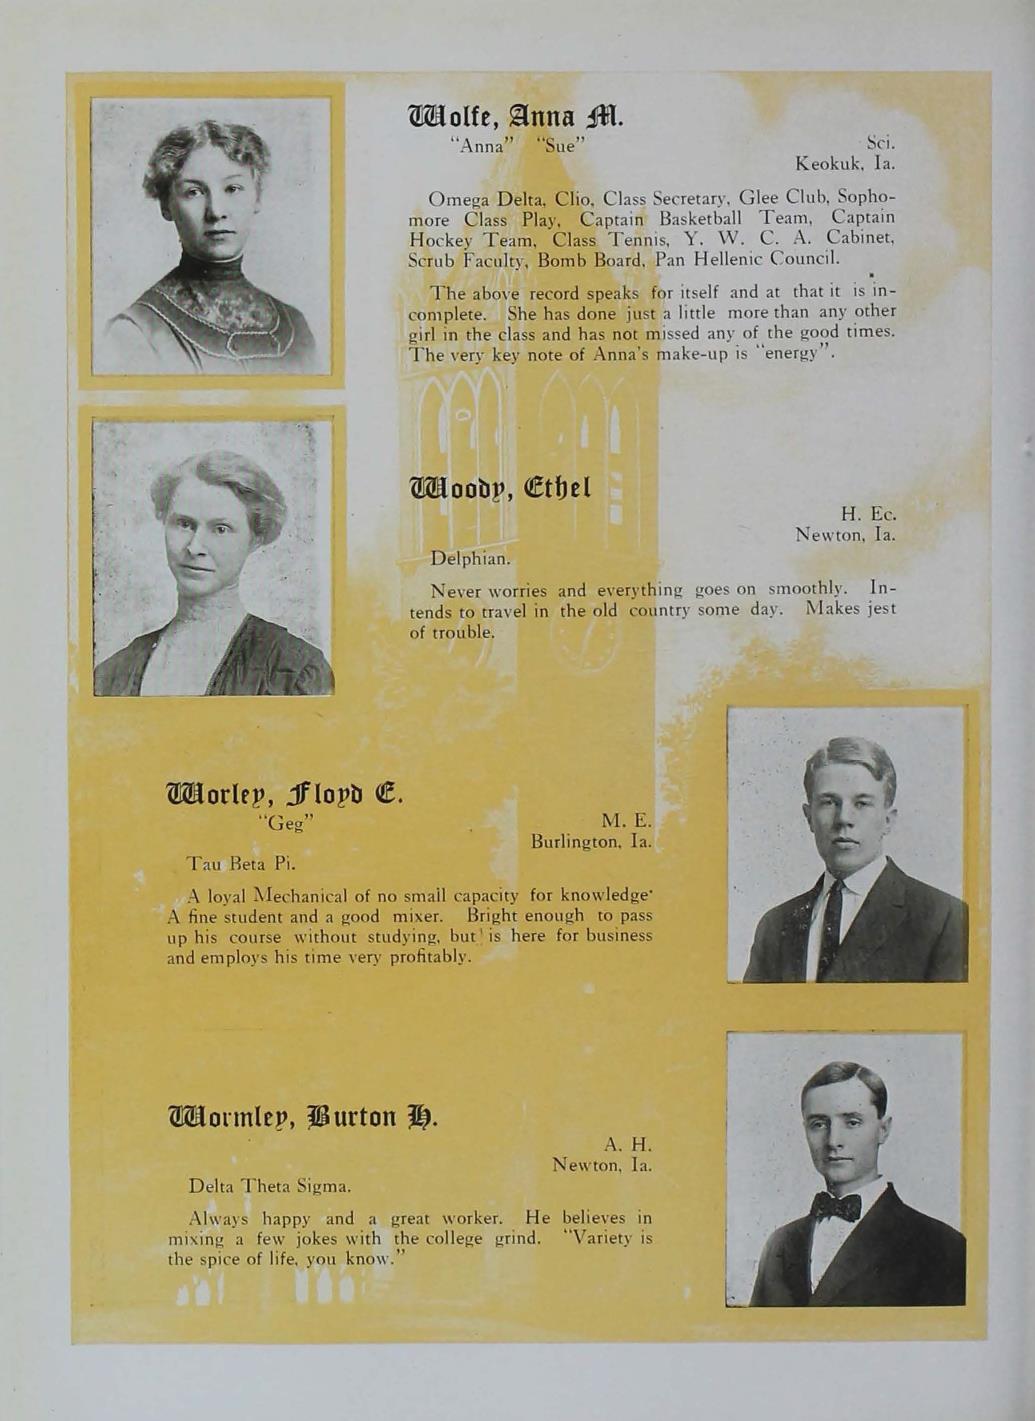 Wolfe, Anna M.
"Anna" "Sue"
Sci.
Keokuk, Ia.
Omega Delta, Clio, Class Secretary, Glee Club, Sopho-
more Class Play, Captain Basketball Team, Captain
Hockey Team, Class Tennis, Y. W. C. A. Cabinet,
Scrub Faculty, Bomb Board, Pan Hellenic Council.
The above record speaks for itself and at that it is in-
complete. She has done just a little more than any other
girl in the class and has not missed any of the good times.
The very key note of Anna's make-up is "energy".
Woody, Ethel
H. Ec.
Newton, Ia.
Delphian.
Never worries and everything goes on smoothly. In-
tends to travel in the old country some day. Makes jest
of trouble.
Worley, Floyd E.
"Geg"
M. E.
Burlington, Ia.
Tau Beta Pi.
A loyal Mechanical of no small capacity for knowledge·
A fine student and a good mixer. Bright enough to pass
up his course without studying, but is here for business
and employs his time very profitably.
Wormley, Burton H.
A. H.
Newton, Ia.
Delta Theta Sigma.
Always happy and a great worker. He believes in
mixing a few jokes with the college grind. "Variety is
the spice of life, you know."